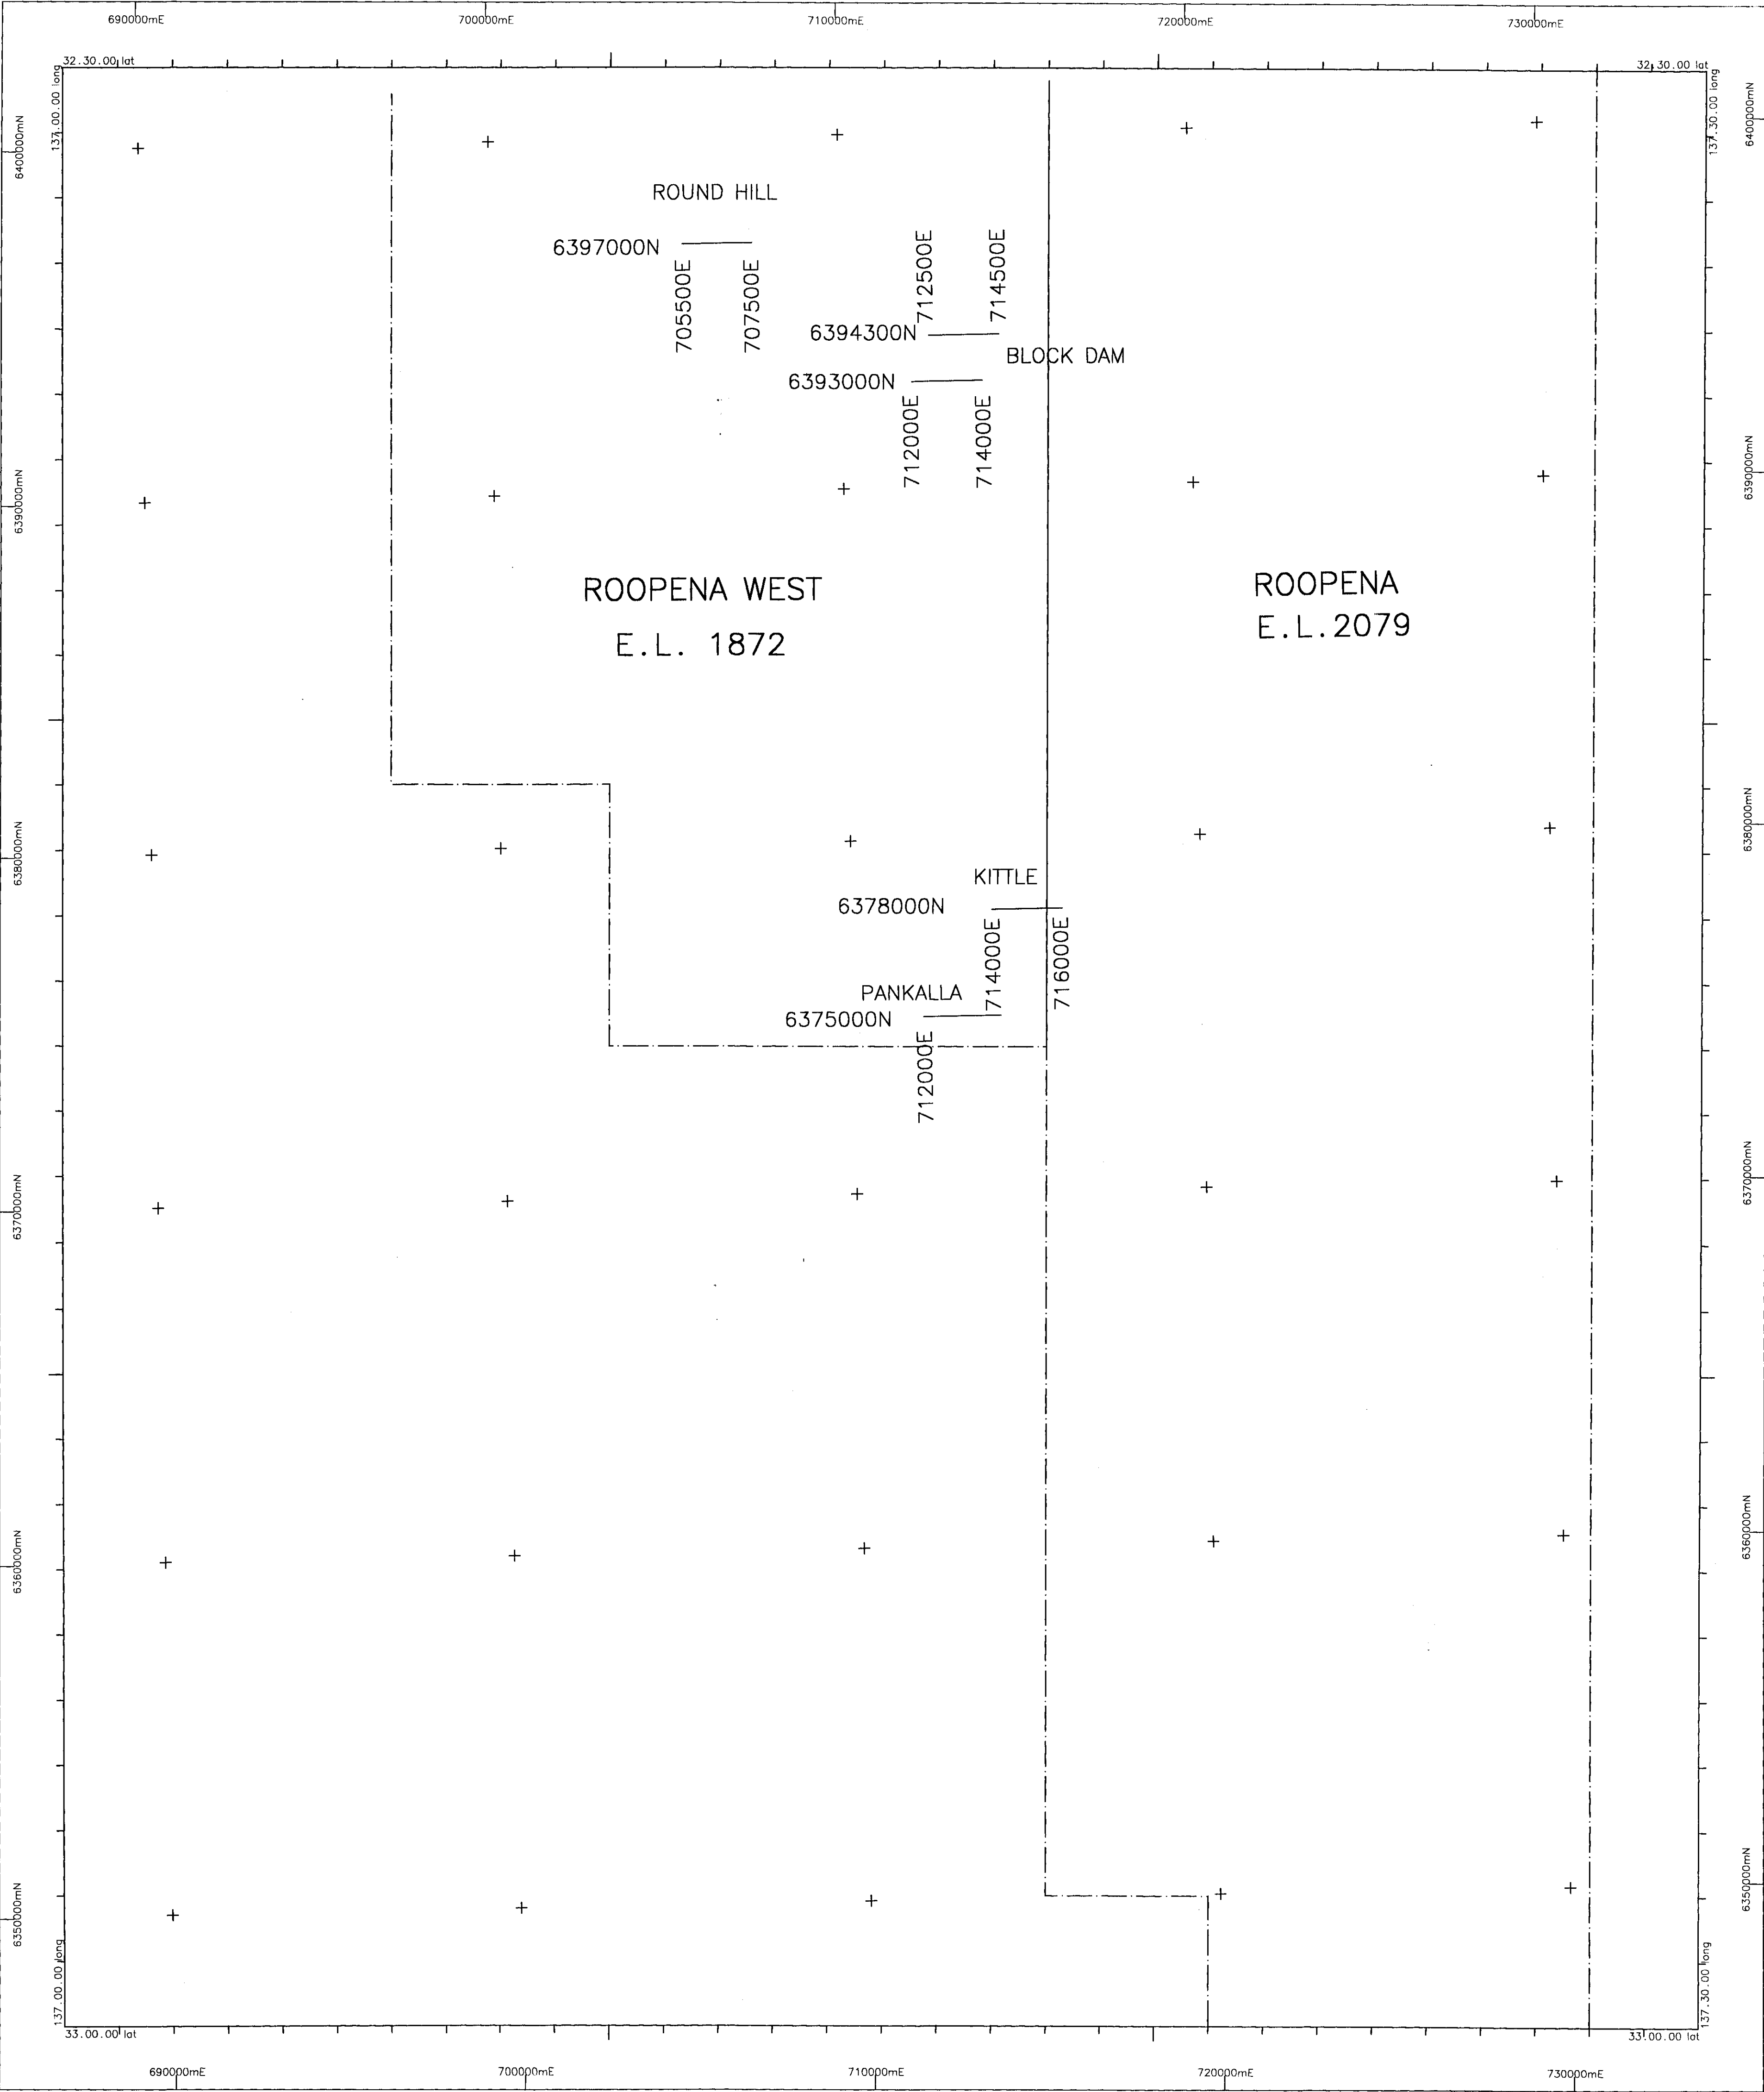 690000mE
700000mE
710000mE
720000mE
730000mE
32.30.00 lat
32.30.00 lat
137.00.00 long
137.30.00 long
6400000mN
6400000mN
ROUND HILL
6397000N
705500E
707500E
712500E
714500E
6394300N
BLOCK DAM
6393000N
712000E
714000E
6390000mN
6390000mN
ROOPENA WEST
E.L. 1872
ROOPENA
E.L.2079
6380000mN
6380000mN
KITTLE
6378000N
714000E
716000E
PANKALLA
6375000N
712000E
6370000mN
6370000mN
6360000mN
6360000mN
6350000mN
6350000mN
137.00.00 long
137.30.00 long
33.00.00 lat
33.00.00 lat
690000mE
700000mE
710000mE
720000mE
730000mE